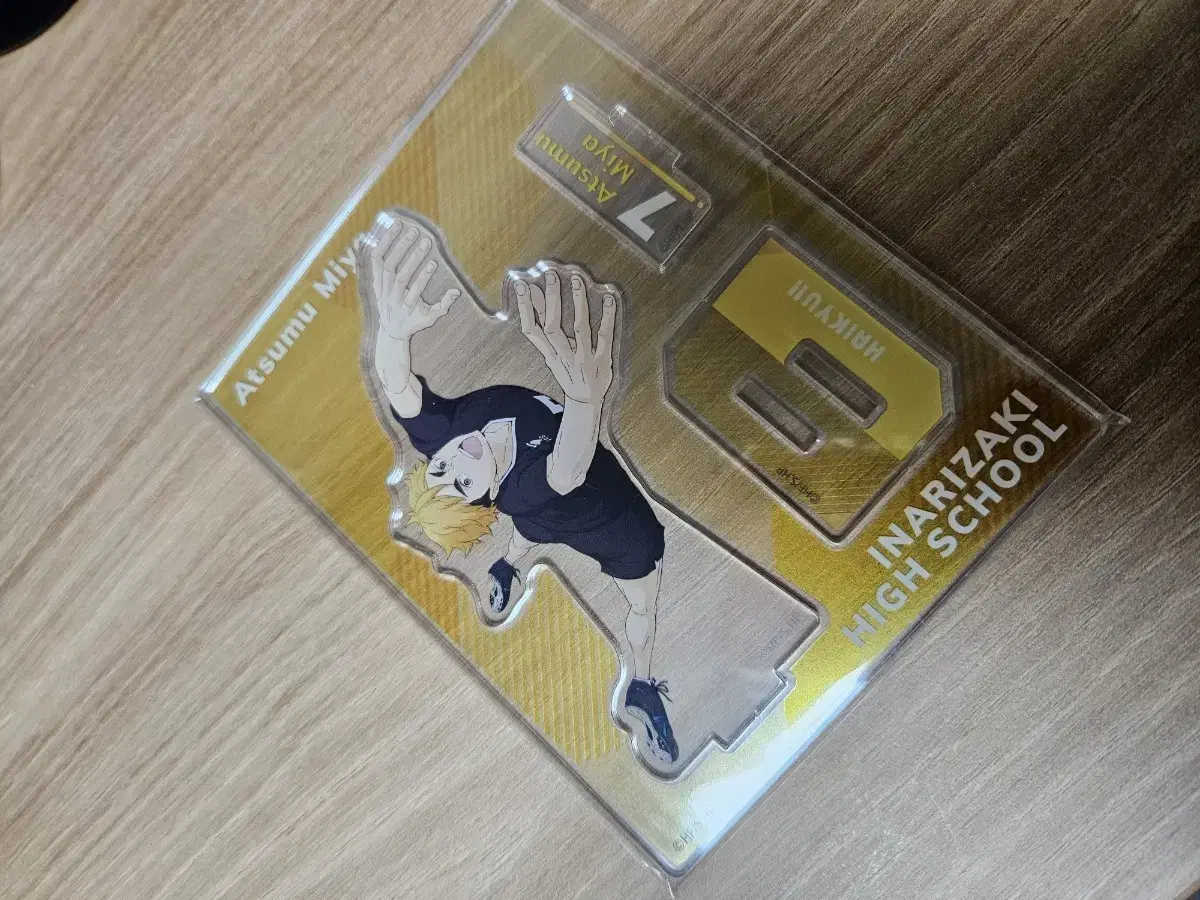 Atsumu Miya
Atsumu
Miya
7
HAIKYU!!
INARIZAKI
HIGH SCHOOL